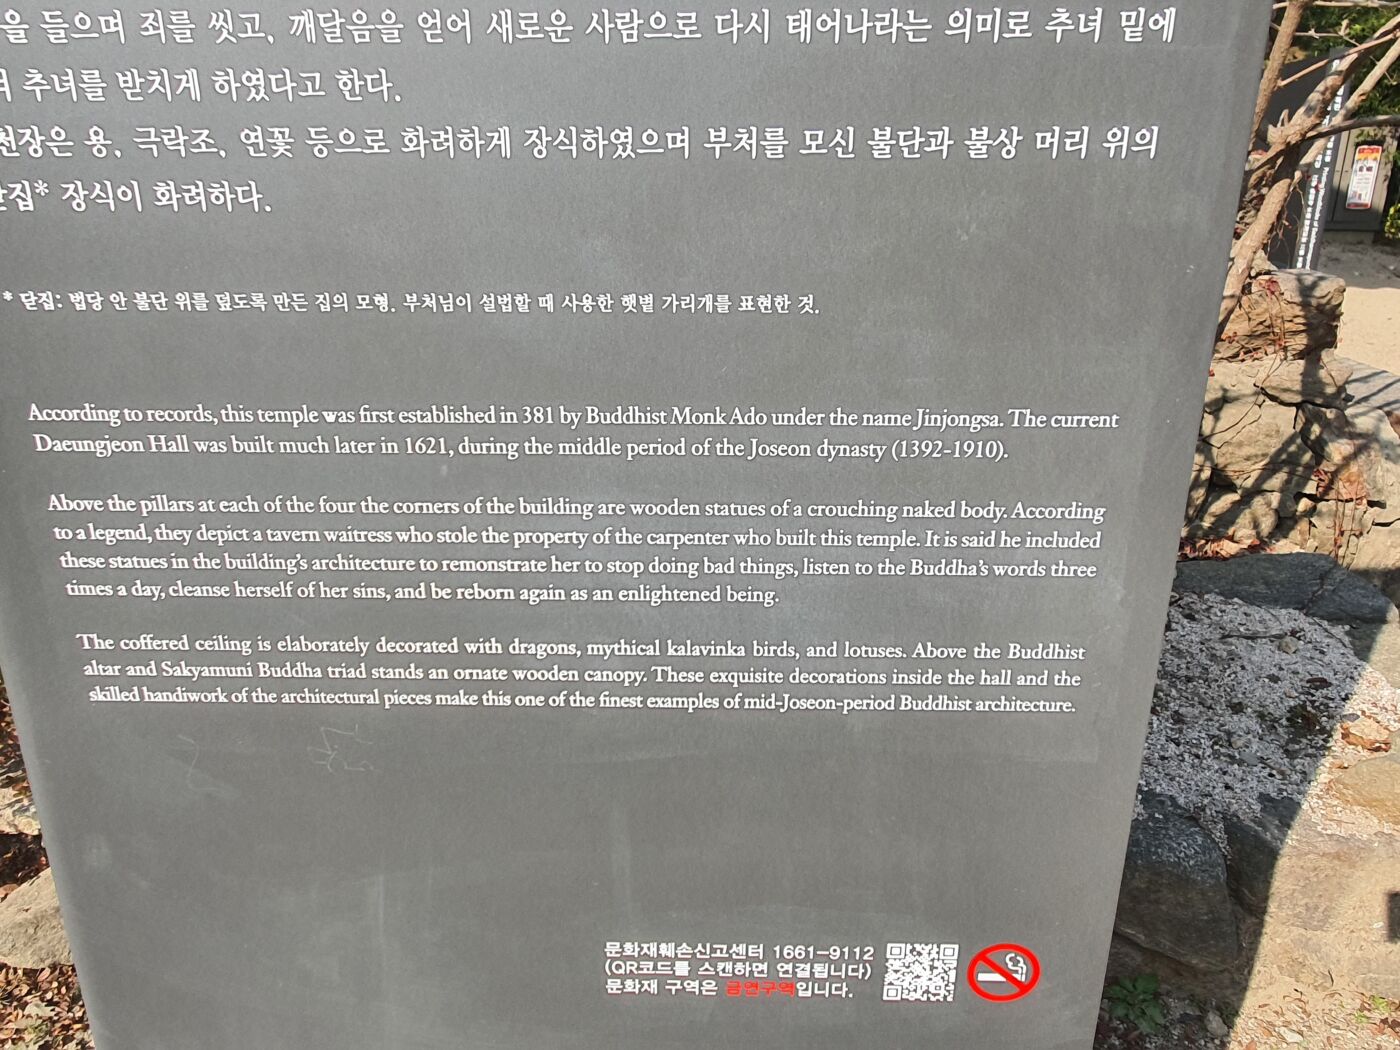 을 들으며 죄를 씻고, 깨달음을 얻어 새로운 사람으로 다시 태어나라는 의미로 추녀 밑에
추녀를 받치게 하였다고 한다.
천장은 용, 극락조, 연꽃 등으로 화려하게 장식하였으며 부처를 모신 불단과 불상 머리 위의
닫집* 장식이 화려하다.
* 닫집: 법당 안 불단 위를 덮도록 만든 집의 모형. 부처님이 설법할 때 사용한 햇볕 가리개를 표현한 것.
According to records, this temple was first established in 381 by Buddhist Monk Ado under the name Jinjongsa. The current
Daeungjeon Hall was built much later in 1621, during the middle period of the Joseon dynasty (1392-1910).
Above the pillars at each of the four the corners of the building are wooden statues of a crouching naked body. According
to a legend, they depict a tavern waitress who stole the property of the carpenter who built this temple. It is said he included
these statues in the building's architecture to remonstrate her to stop doing bad things, listen to the Buddha's words three
times a day, cleanse herself of her sins, and be reborn again as an enlightened being.
The coffered ceiling is elaborately decorated with dragons, mythical kalavinka birds, and lotuses. Above the Buddhist
altar and Sakyamuni Buddha triad stands an ornate wooden canopy. These exquisite decorations inside the hall and the
skilled handiwork of the architectural pieces make this one of the finest examples of mid-Joseon-period Buddhist architecture.
문화재훼손신고센터 1661-9112
(QR코드를 스캔하면 연결됩니다)
문화재 구역은 금연구역입니다.